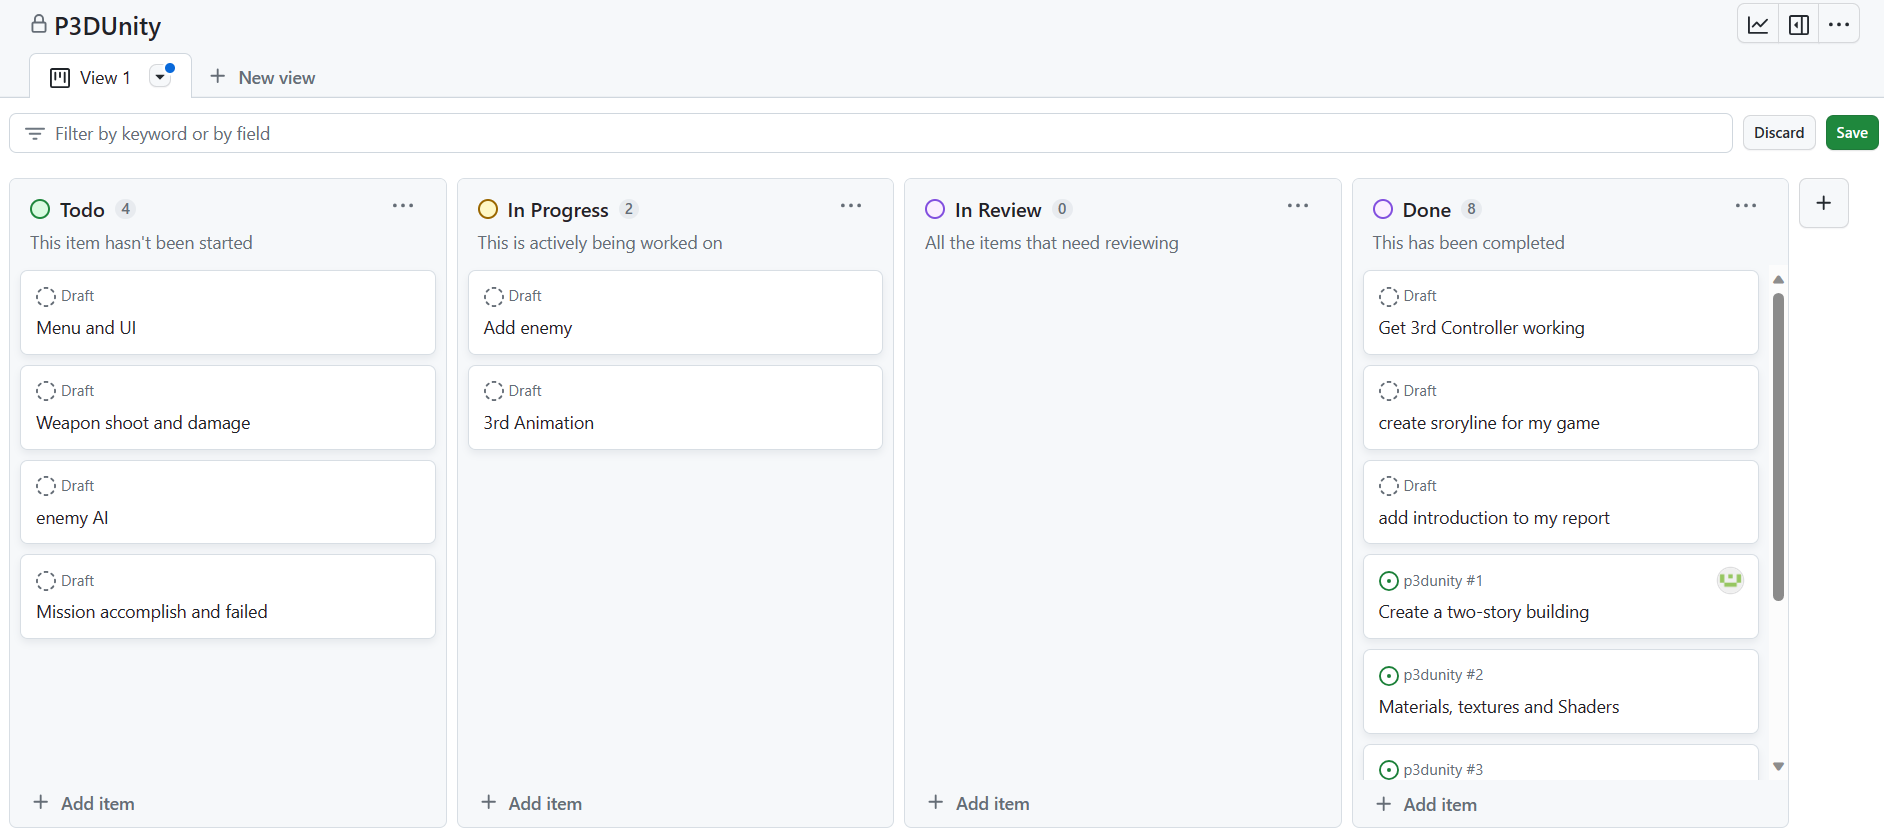 P3DUnity
View 1
New view
Filter by keyword or by field
Discard
Save
Todo 4
This item hasn't been started
Draft
Menu and UI
Draft
Weapon shoot and damage
Draft
enemy AI
Draft
Mission accomplish and failed
Add item
In Progress 2
This is actively being worked on
Draft
Add enemy
Draft
3rd Animation
Add item
In Review 0
All the items that need reviewing
Add item
Done 8
This has been completed
Draft
Get 3rd Controller working
Draft
create sroryline for my game
Draft
add introduction to my report
p3dunity #1
Create a two-story building
p3dunity #2
Materials, textures and Shaders
p3dunity #3
Add item